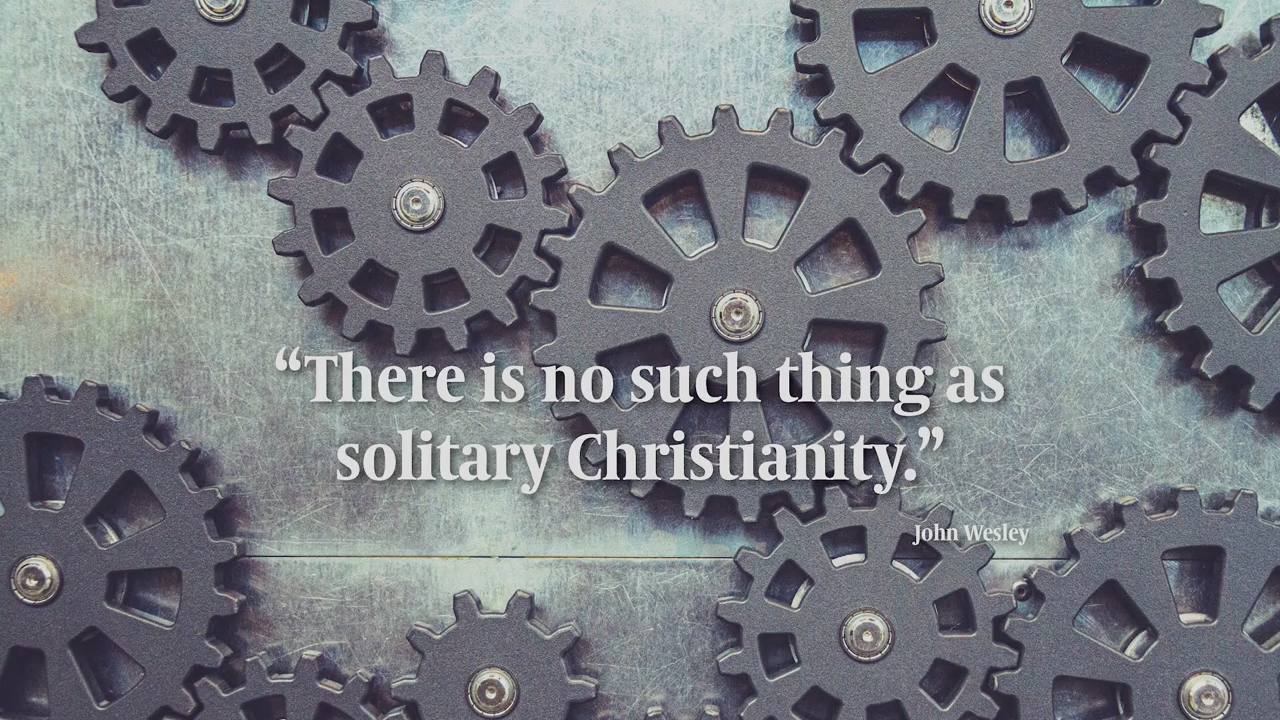 “There is no such thing as
solitary Christianity.”
John Wesley